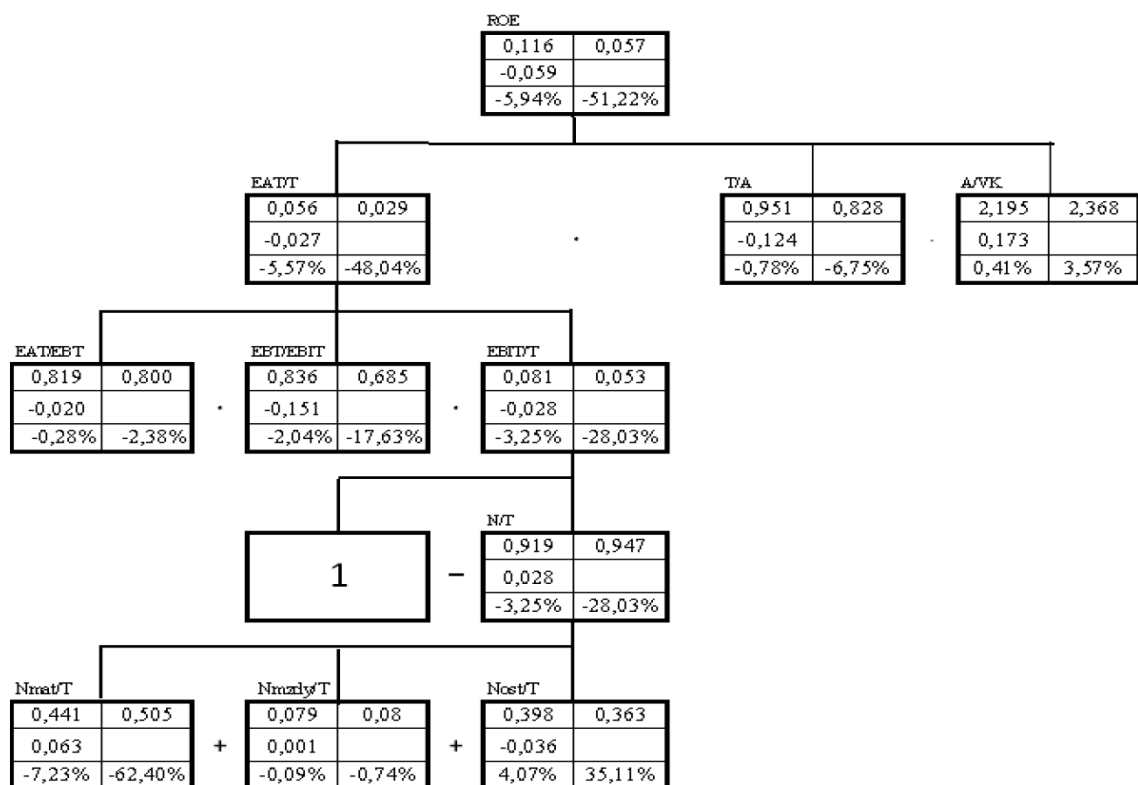 ROE
0,116 0,057
-0,059
-5,94% -51,22%
EAT/T T/A A/VK
0,056 0,029 0,951 0,828 2,195 2,368
-0,027 · -0,124 · 0,173
-5,57% -48,04% -0,78% -6,75% 0,41% 3,57%
EAT/EBT EBT/EBIT EBIT/T
0,819 0,800 0,836 0,685 0,081 0,053
-0,020 · -0,151 · -0,028
-0,28% -2,38% -2,04% -17,63% -3,25% -28,03%
N/T
0,919 0,947
1 − 0,028
-3,25% -28,03%
Nmat/T Nmzdy/T Nost/T
0,441 0,505 0,079 0,08 0,398 0,363
0,063 + 0,001 + -0,036
-7,23% -62,40% -0,09% -0,74% 4,07% 35,11%